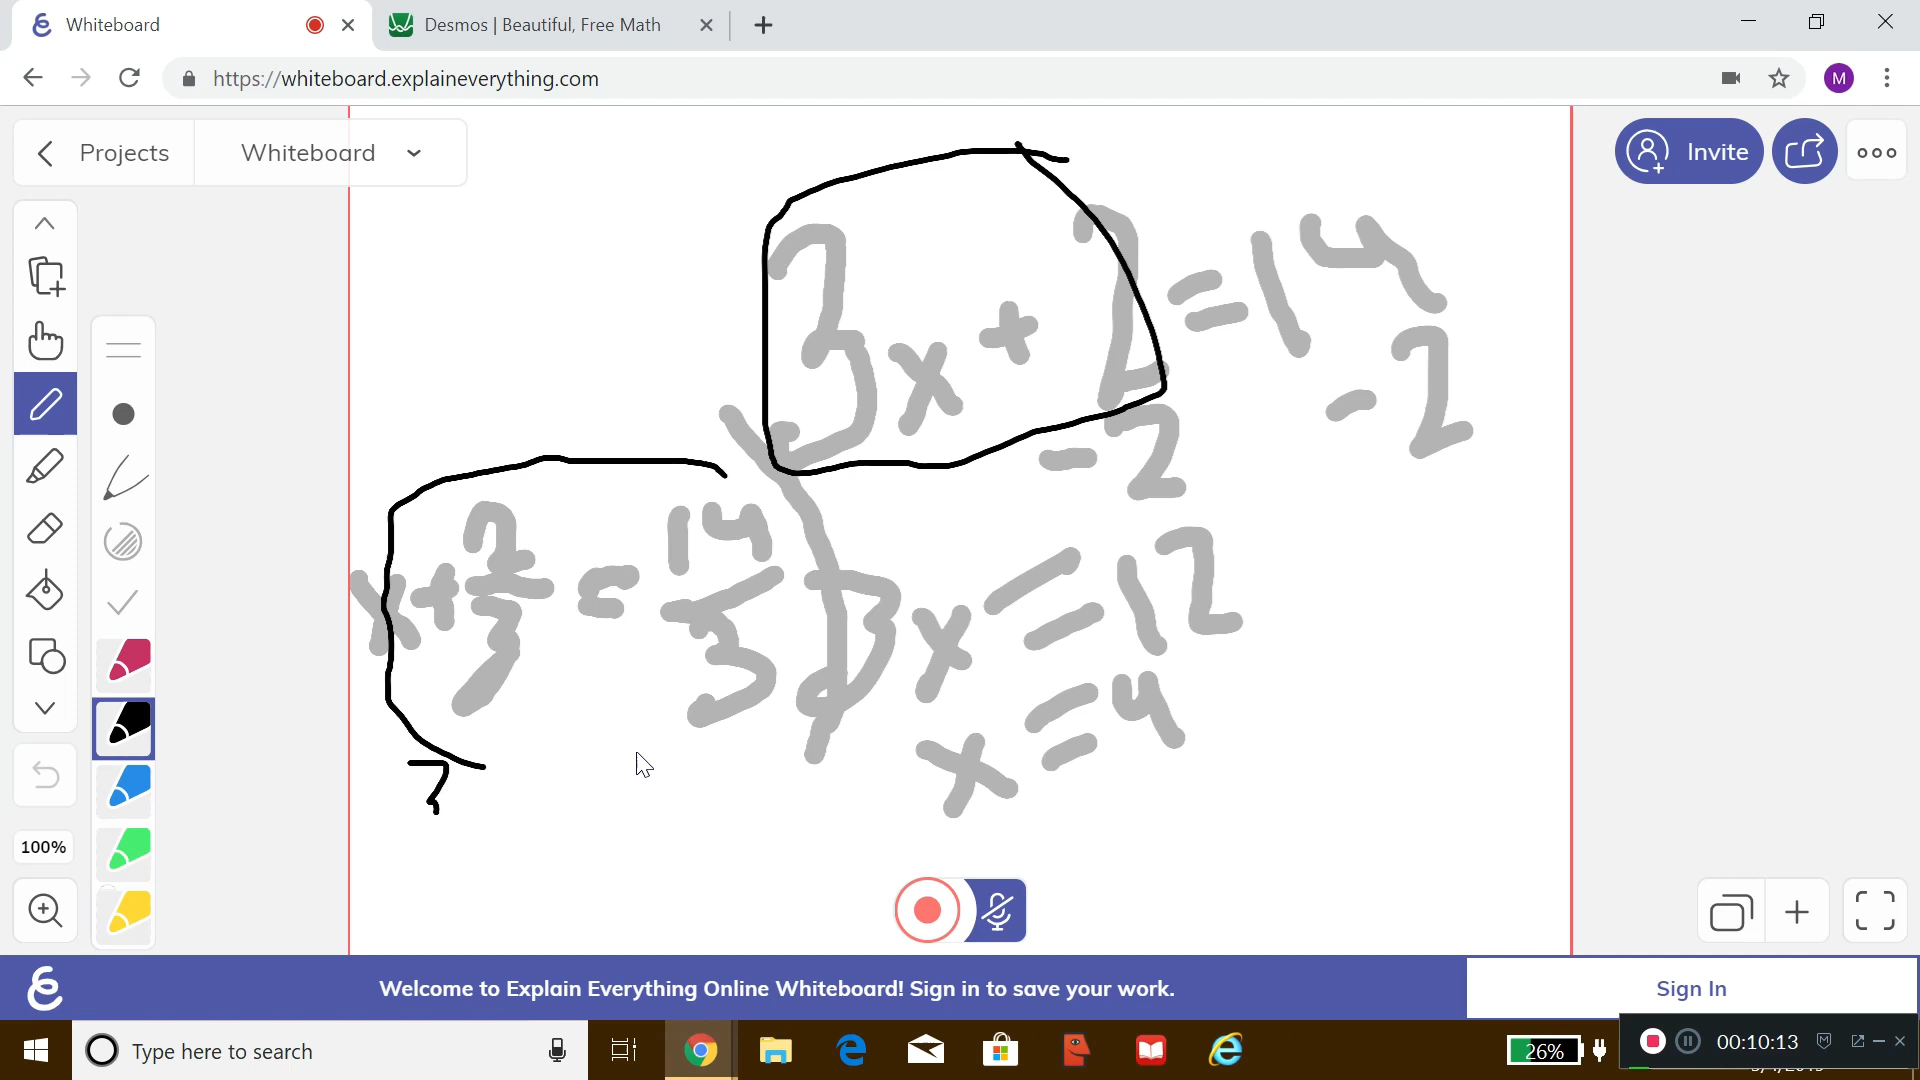 Whiteboard
Desmos | Beautiful, Free Math
https://whiteboard.explaineverything.com
M
Projects
Whiteboard
Invite
3x + 2 = 14
- 2
- 2
x + 2/3 = 14/3
3x = 12
x = 4
100%
Welcome to Explain Everything Online Whiteboard! Sign in to save your work.
Sign In
Type here to search
26%
00:10:13